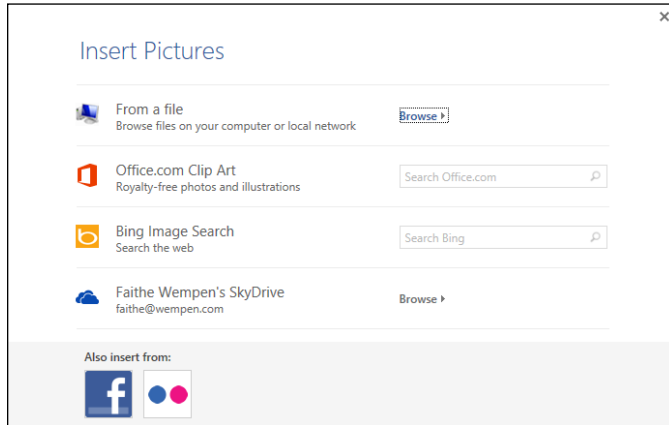 Insert Pictures
From a file
Browse files on your computer or local network
Browse
Office.com Clip Art
Royalty-free photos and illustrations
Search Office.com
Bing Image Search
Search the web
Search Bing
Faithe Wempen's SkyDrive
faithe@wempen.com
Browse
Also insert from: